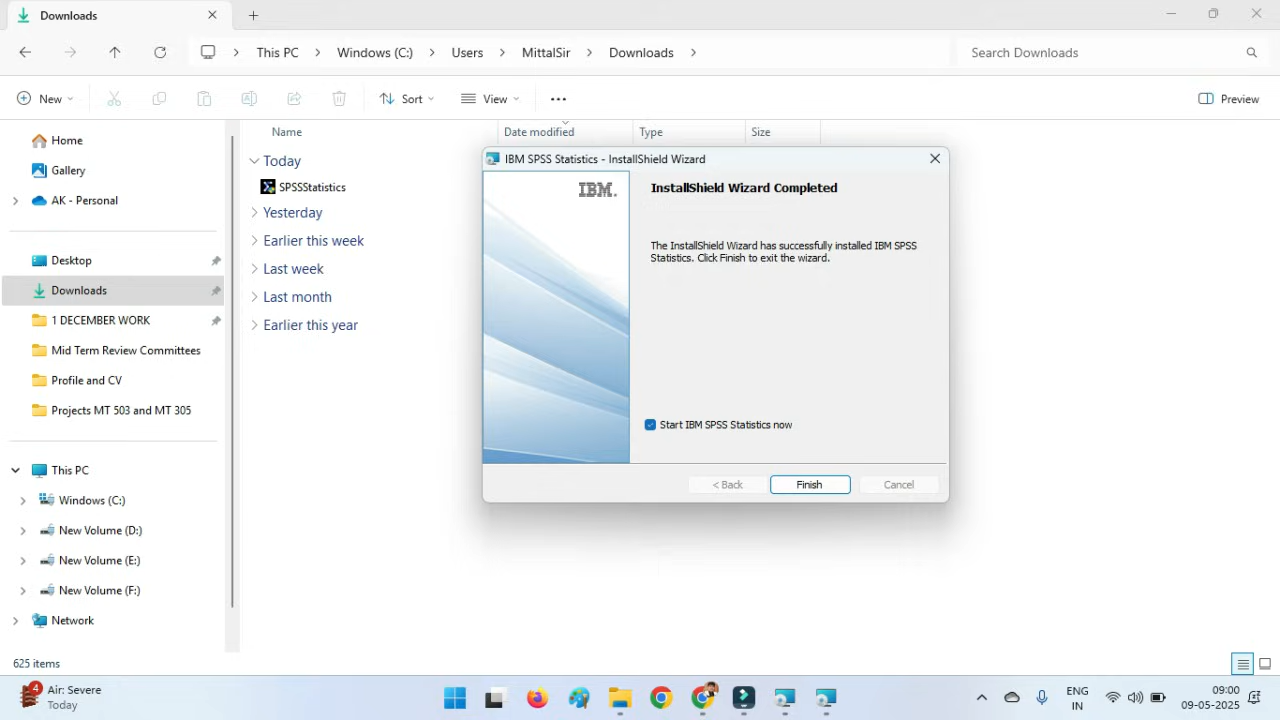 Downloads
This PC
Windows (C:)
Users
MittalSir
Downloads
Search Downloads
New
Sort
View
Preview
Home
Gallery
AK - Personal
Desktop
Downloads
1 DECEMBER WORK
Mid Term Review Committees
Profile and CV
Projects MT 503 and MT 305
This PC
Windows (C:)
New Volume (D:)
New Volume (E:)
New Volume (F:)
Network
Name
Date modified
Type
Size
Today
SPSSStatistics
Yesterday
Earlier this week
Last week
Last month
Earlier this year
IBM SPSS Statistics - InstallShield Wizard
IBM.
InstallShield Wizard Completed
The InstallShield Wizard has successfully installed IBM SPSS
Statistics. Click Finish to exit the wizard.
Start IBM SPSS Statistics now
< Back
Finish
Cancel
625 items
4
Air: Severe
Today
ENG
IN
09:00
09-05-2025